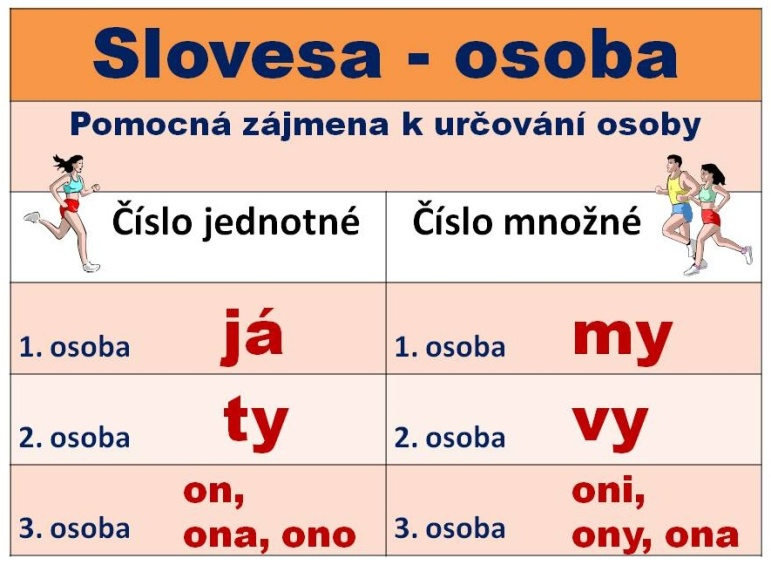 Slovesa - osoba
Pomocná zájmena k určování osoby
Číslo jednotné
Číslo množné
1. osoba já
1. osoba my
2. osoba ty
2. osoba vy
3. osoba on,
ona, ono
3. osoba oni,
ony, ona